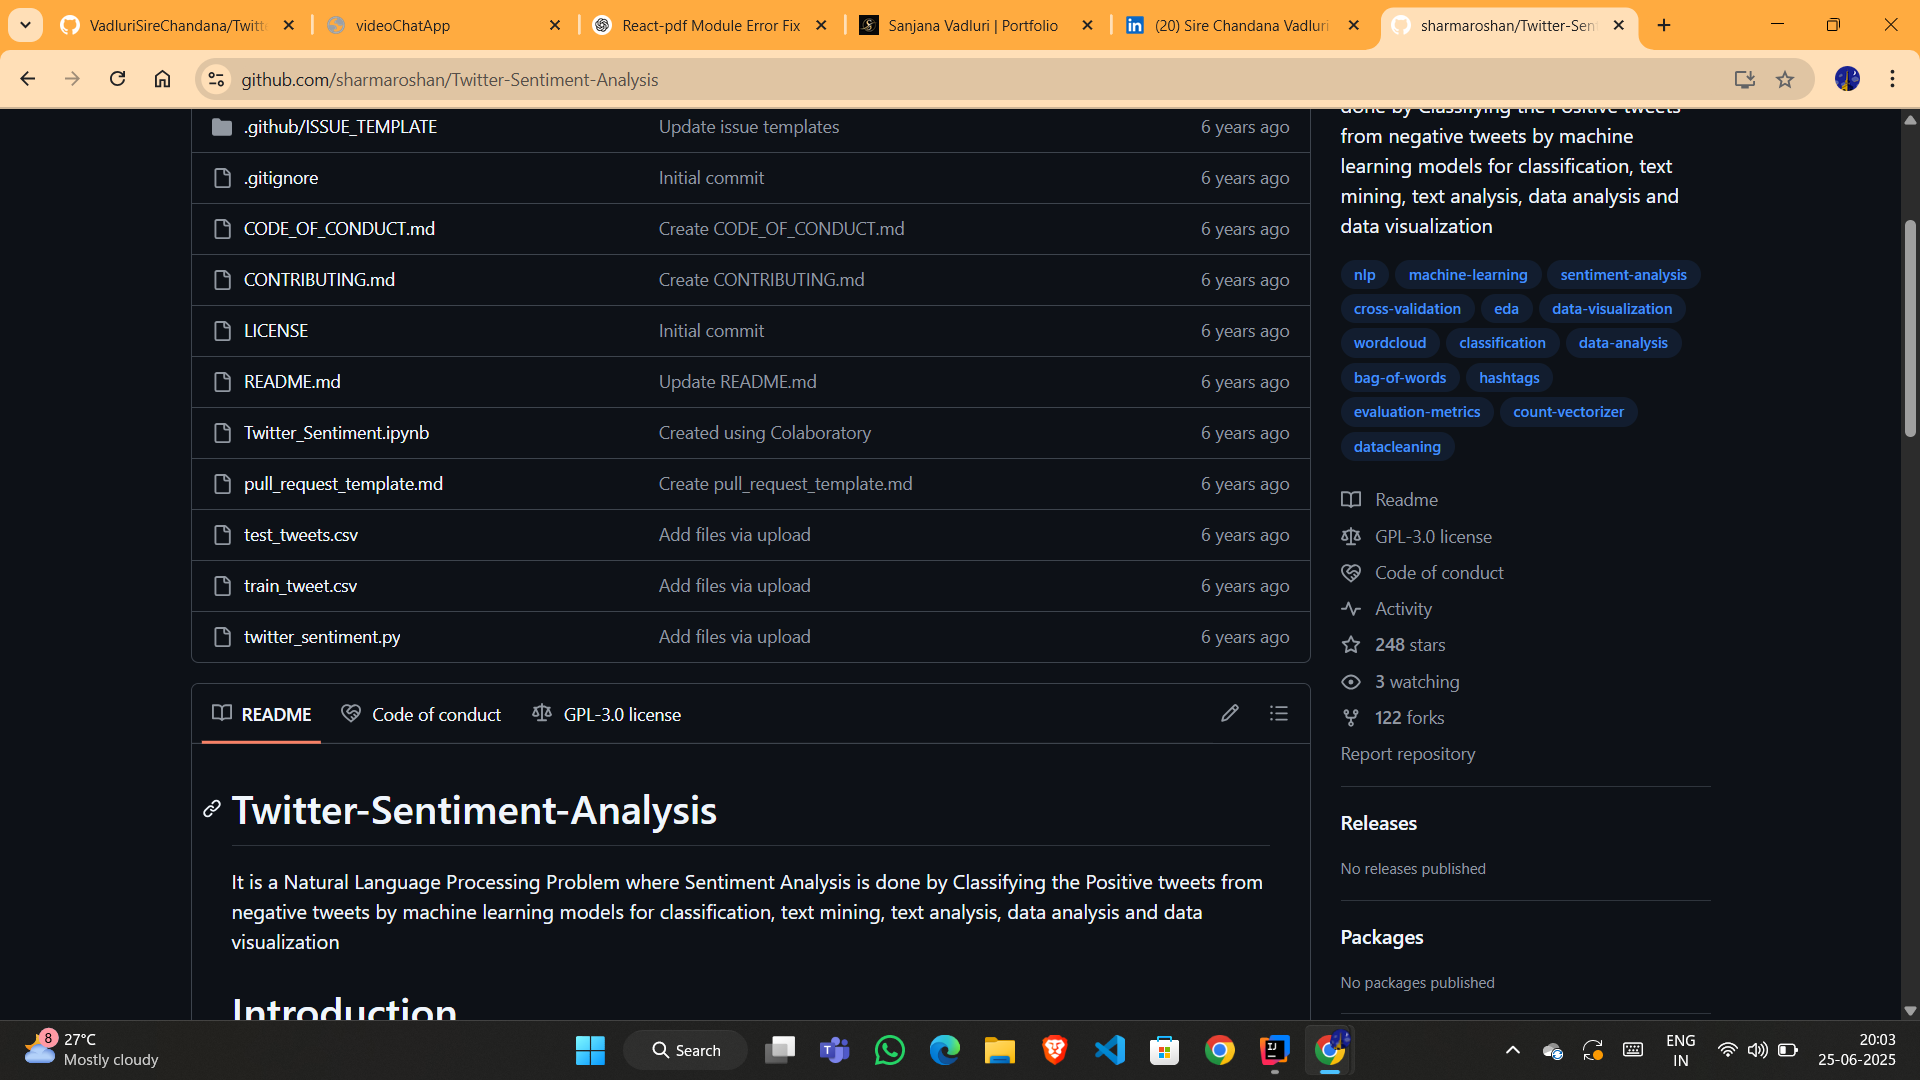 VadluriSireChandana/Twitt
videoChatApp
React-pdf Module Error Fix
Sanjana Vadluri | Portfolio
(20) Sire Chandana Vadluri
sharmaroshan/Twitter-Sen
github.com/sharmaroshan/Twitter-Sentiment-Analysis
.github/ISSUE_TEMPLATE Update issue templates 6 years ago
.gitignore Initial commit 6 years ago
CODE_OF_CONDUCT.md Create CODE_OF_CONDUCT.md 6 years ago
CONTRIBUTING.md Create CONTRIBUTING.md 6 years ago
LICENSE Initial commit 6 years ago
README.md Update README.md 6 years ago
Twitter_Sentiment.ipynb Created using Colaboratory 6 years ago
pull_request_template.md Create pull_request_template.md 6 years ago
test_tweets.csv Add files via upload 6 years ago
train_tweet.csv Add files via upload 6 years ago
twitter_sentiment.py Add files via upload 6 years ago
README Code of conduct GPL-3.0 license
Twitter-Sentiment-Analysis
It is a Natural Language Processing Problem where Sentiment Analysis is done by Classifying the Positive tweets from
negative tweets by machine learning models for classification, text mining, text analysis, data analysis and data
visualization
Introduction
done by Classifying the Positive tweets
from negative tweets by machine
learning models for classification, text
mining, text analysis, data analysis and
data visualization
nlp machine-learning sentiment-analysis
cross-validation eda data-visualization
wordcloud classification data-analysis
bag-of-words hashtags
evaluation-metrics count-vectorizer
datacleaning
Readme
GPL-3.0 license
Code of conduct
Activity
248 stars
3 watching
122 forks
Report repository
Releases
No releases published
Packages
No packages published
8
27°C
Mostly cloudy
Search
ENG
IN
20:03
25-06-2025